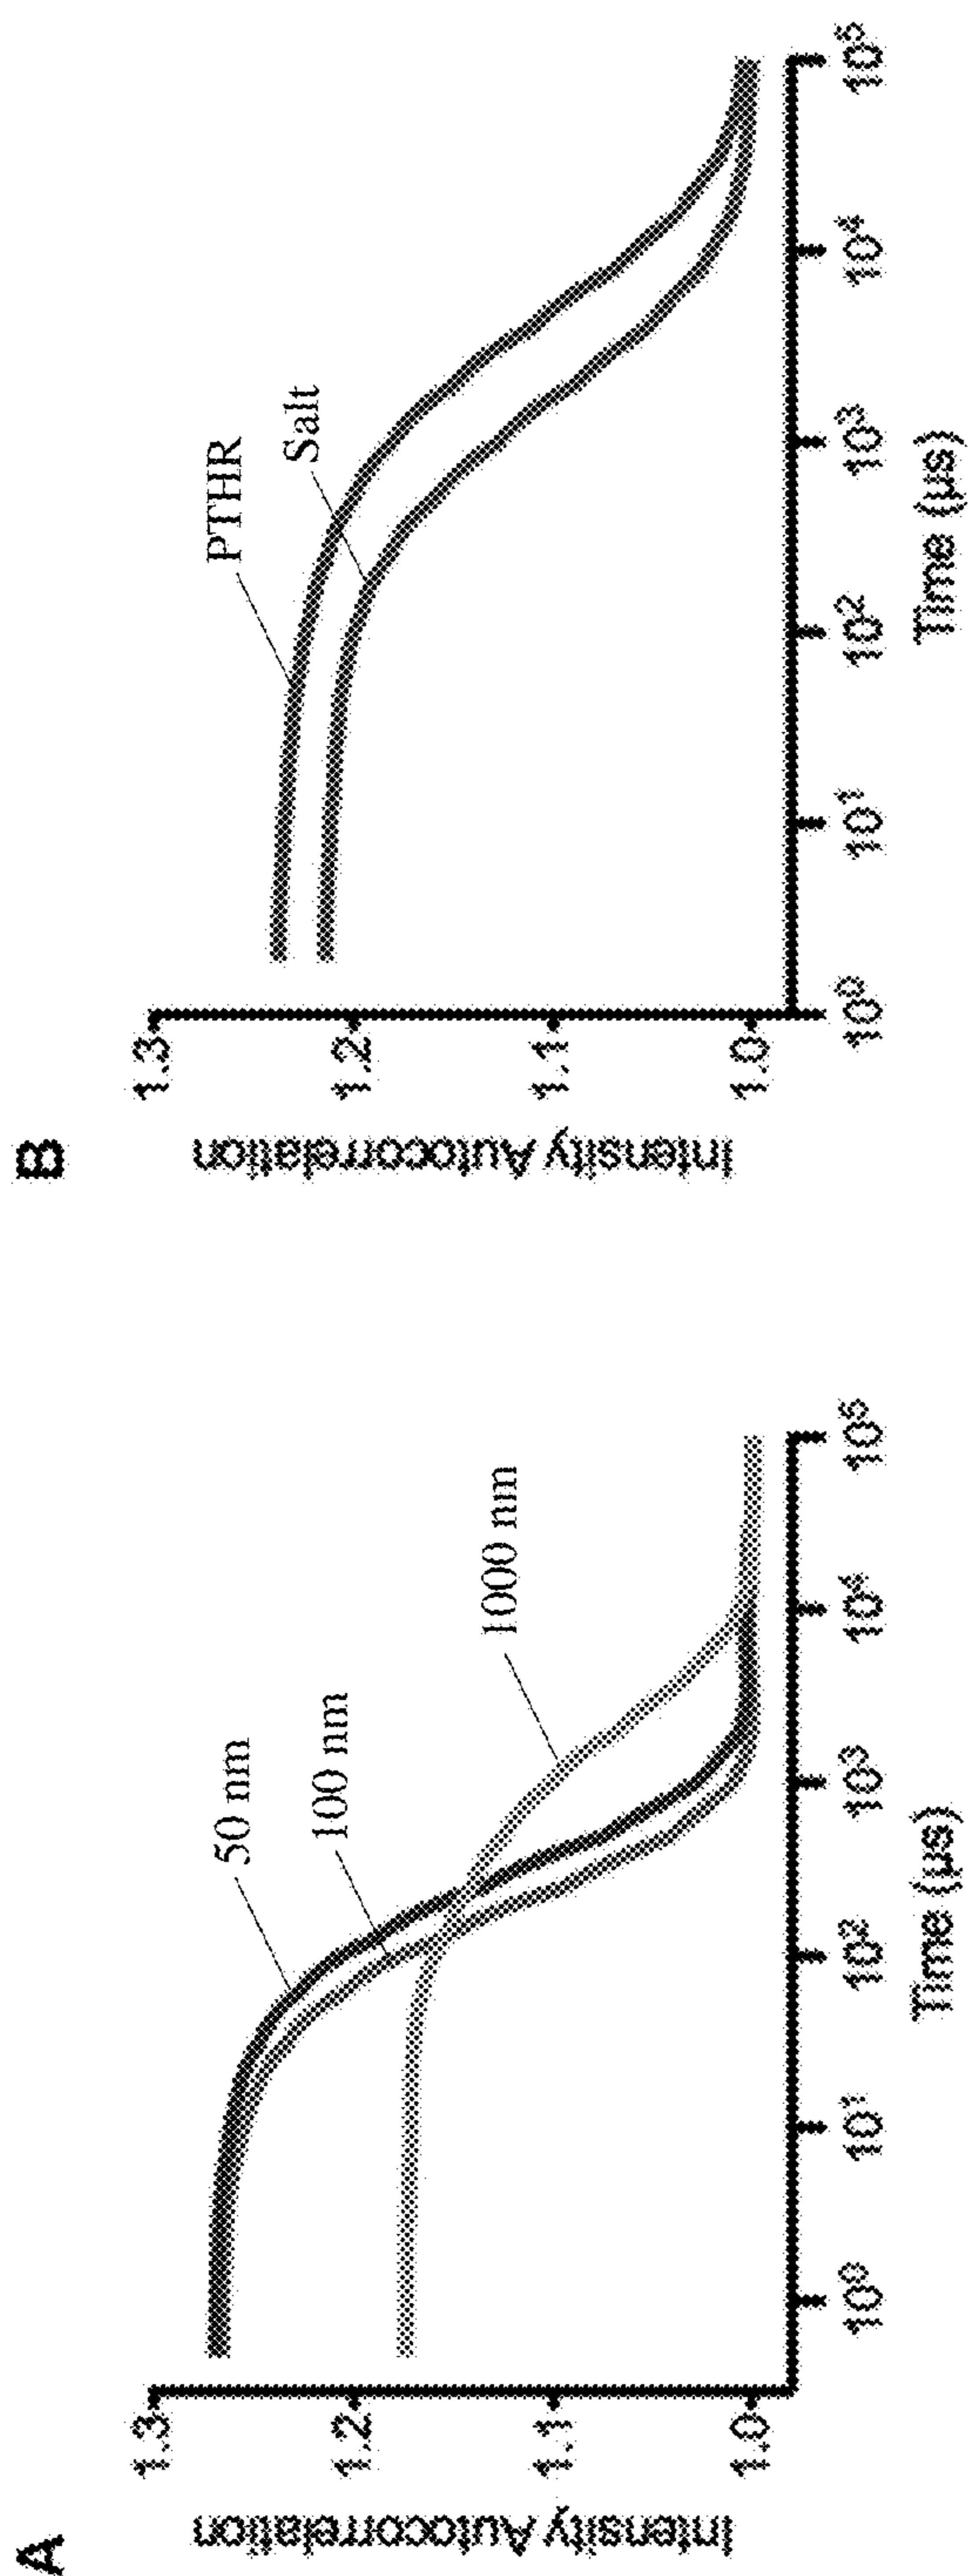 A
Intensity Autocorrelation
1.3
1.2
1.1
1.0
50 nm
100 nm
1000 nm
10⁰
10¹
10²
10³
10⁴
10⁵
Time (µs)
B
Intensity Autocorrelation
1.3
1.2
1.1
1.0
PTHR
Salt
10⁰
10¹
10²
10³
10⁴
10⁵
Time (µs)